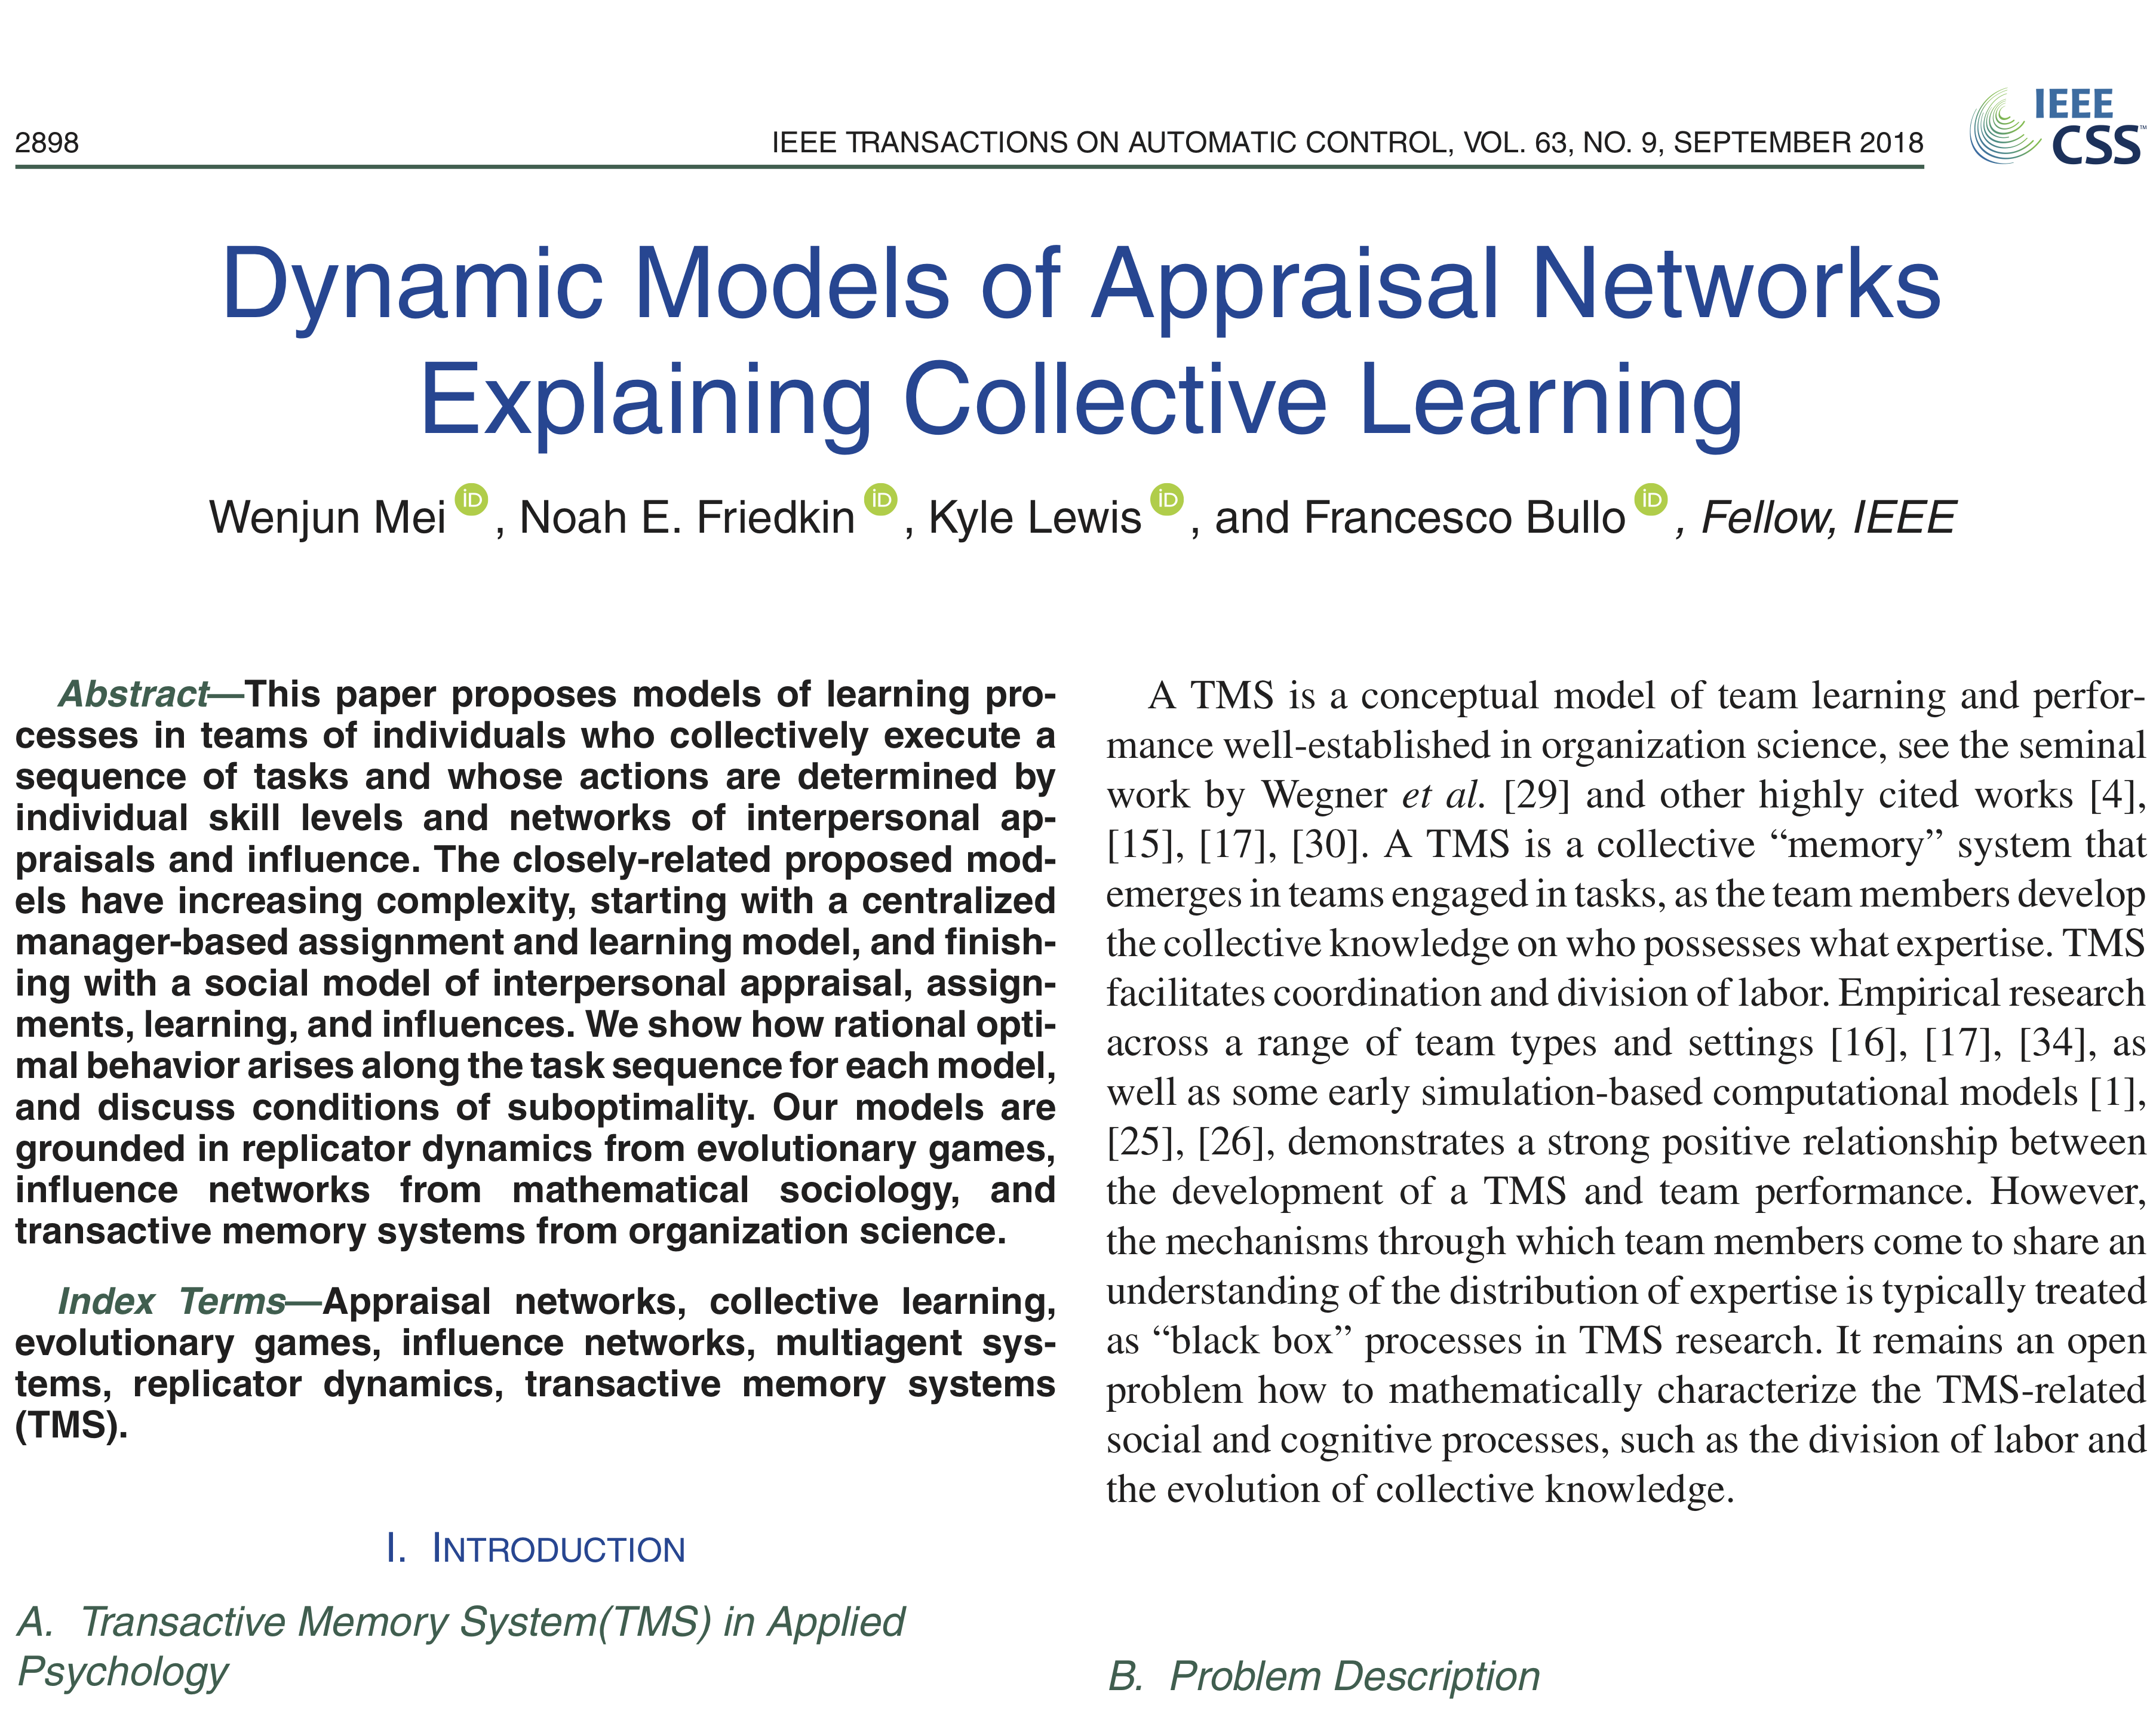 2898
IEEE TRANSACTIONS ON AUTOMATIC CONTROL, VOL. 63, NO. 9, SEPTEMBER 2018
IEEE
CSS™
Dynamic Models of Appraisal Networks
Explaining Collective Learning
Wenjun Mei iD, Noah E. Friedkin iD, Kyle Lewis iD, and Francesco Bullo iD, Fellow, IEEE
Abstract—This paper proposes models of learning pro-
cesses in teams of individuals who collectively execute a
sequence of tasks and whose actions are determined by
individual skill levels and networks of interpersonal ap-
praisals and influence. The closely-related proposed mod-
els have increasing complexity, starting with a centralized
manager-based assignment and learning model, and finish-
ing with a social model of interpersonal appraisal, assign-
ments, learning, and influences. We show how rational opti-
mal behavior arises along the task sequence for each model,
and discuss conditions of suboptimality. Our models are
grounded in replicator dynamics from evolutionary games,
influence networks from mathematical sociology, and
transactive memory systems from organization science.
Index Terms—Appraisal networks, collective learning,
evolutionary games, influence networks, multiagent sys-
tems, replicator dynamics, transactive memory systems
(TMS).
I. INTRODUCTION
A. Transactive Memory System(TMS) in Applied
Psychology
A TMS is a conceptual model of team learning and perfor-
mance well-established in organization science, see the seminal
work by Wegner et al. [29] and other highly cited works [4],
[15], [17], [30]. A TMS is a collective “memory” system that
emerges in teams engaged in tasks, as the team members develop
the collective knowledge on who possesses what expertise. TMS
facilitates coordination and division of labor. Empirical research
across a range of team types and settings [16], [17], [34], as
well as some early simulation-based computational models [1],
[25], [26], demonstrates a strong positive relationship between
the development of a TMS and team performance. However,
the mechanisms through which team members come to share an
understanding of the distribution of expertise is typically treated
as “black box” processes in TMS research. It remains an open
problem how to mathematically characterize the TMS-related
social and cognitive processes, such as the division of labor and
the evolution of collective knowledge.
B. Problem Description